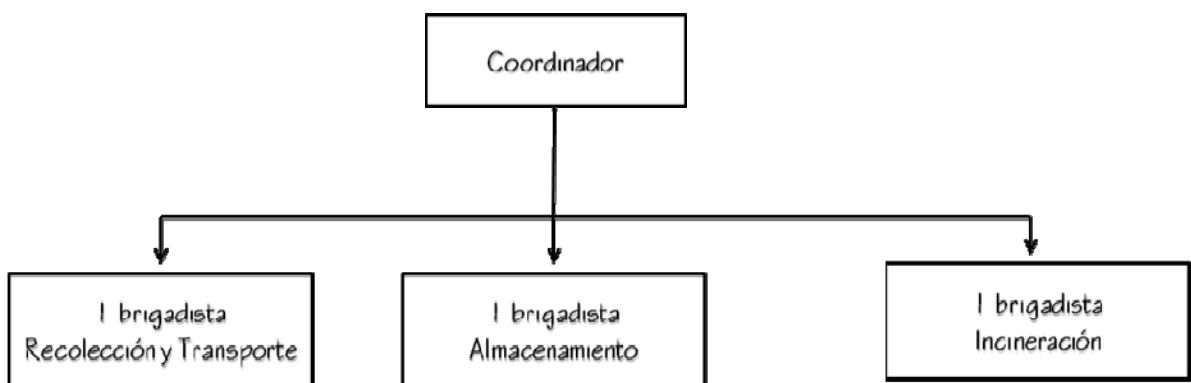 Coordinador
1 brigadista
Recolección y Transporte
1 brigadista
Almacenamiento
1 brigadista
Incineración